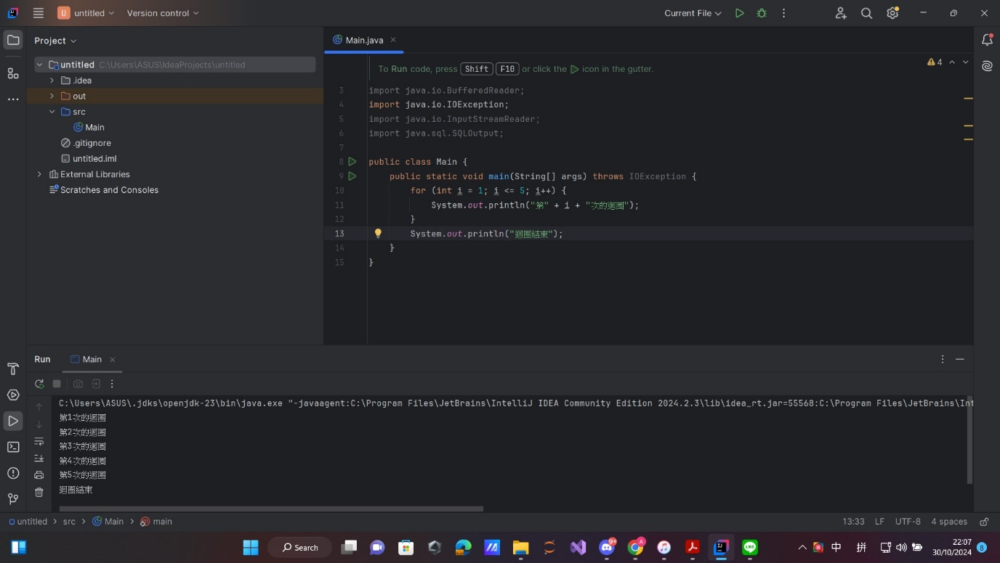 U untitled Version control Current File
Project
Main.java
untitled C:\Users\ASUS\IdeaProjects\untitled
.idea
out
src
Main
.gitignore
untitled.iml
External Libraries
Scratches and Consoles
4
To Run code, press Shift F10 or click the icon in the gutter.
3 import java.io.BufferedReader;
4 import java.io.IOException;
5 import java.io.InputStreamReader;
6 import java.sql.SQLOutput;
7
8 public class Main {
9 public static void main(String[] args) throws IOException {
10 for (int i = 1; i <= 5; i++) {
11 System.out.println("第" + i + "次的迴圈");
12 }
13 System.out.println("迴圈結束");
14 }
15 }
Run Main
C:\Users\ASUS\.jdks\openjdk-23\bin\java.exe "-javaagent:C:\Program Files\JetBrains\IntelliJ IDEA Community Edition 2024.2.3\lib\idea_rt.jar=55568:C:\Program Files\JetBrains\Int
第1次的迴圈
第2次的迴圈
第3次的迴圈
第4次的迴圈
第5次的迴圈
迴圈結束
untitled > src > Main > main 13:33 LF UTF-8 4 spaces
Search 9+ A LINE 中 拼 22:07 8
30/10/2024